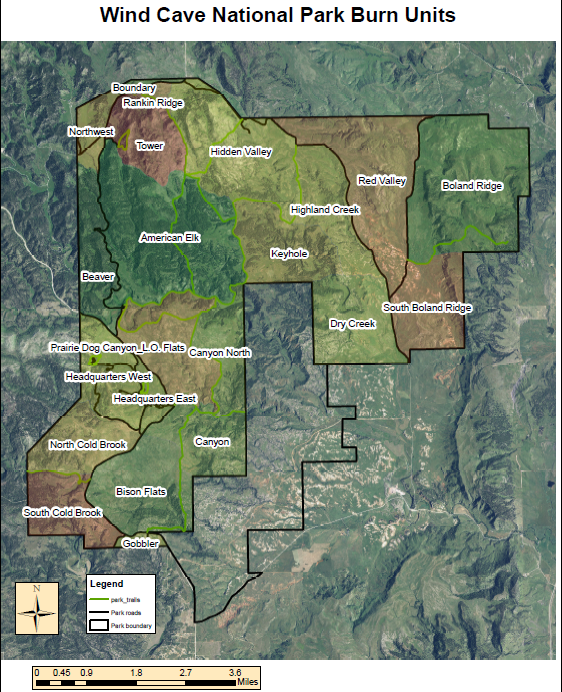 Wind Cave National Park Burn Units
Boundary
Rankin Ridge
Northwest
Tower
Hidden Valley
Red Valley
Boland Ridge
Highland Creek
American Elk
Keyhole
Beaver
South Boland Ridge
Dry Creek
Prairie Dog Canyon_L.O. Flats
Canyon North
Headquarters West
Headquarters East
North Cold Brook
Canyon
Bison Flats
South Cold Brook
Gobbler
N
Legend
park_trails
Park roads
Park boundary
0 0.45 0.9 1.8 2.7 3.6
Miles